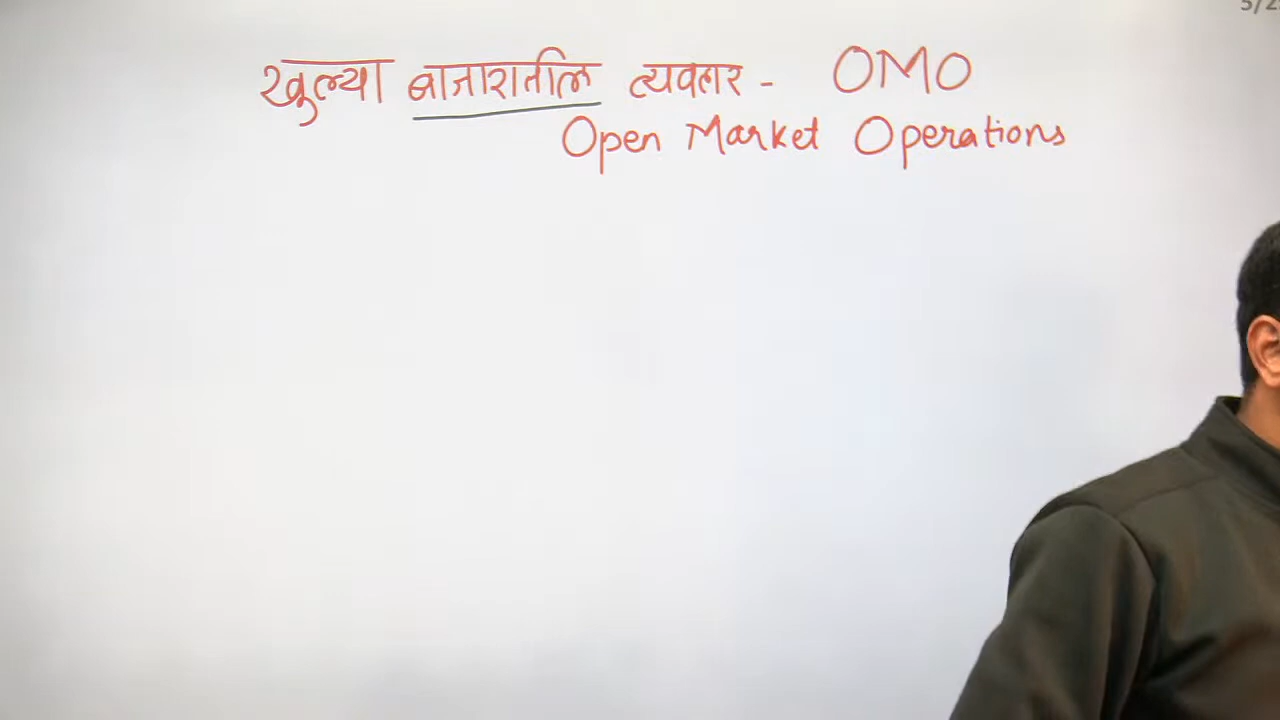 खुल्या बाजारातील व्यवहार - OMO
Open Market Operations